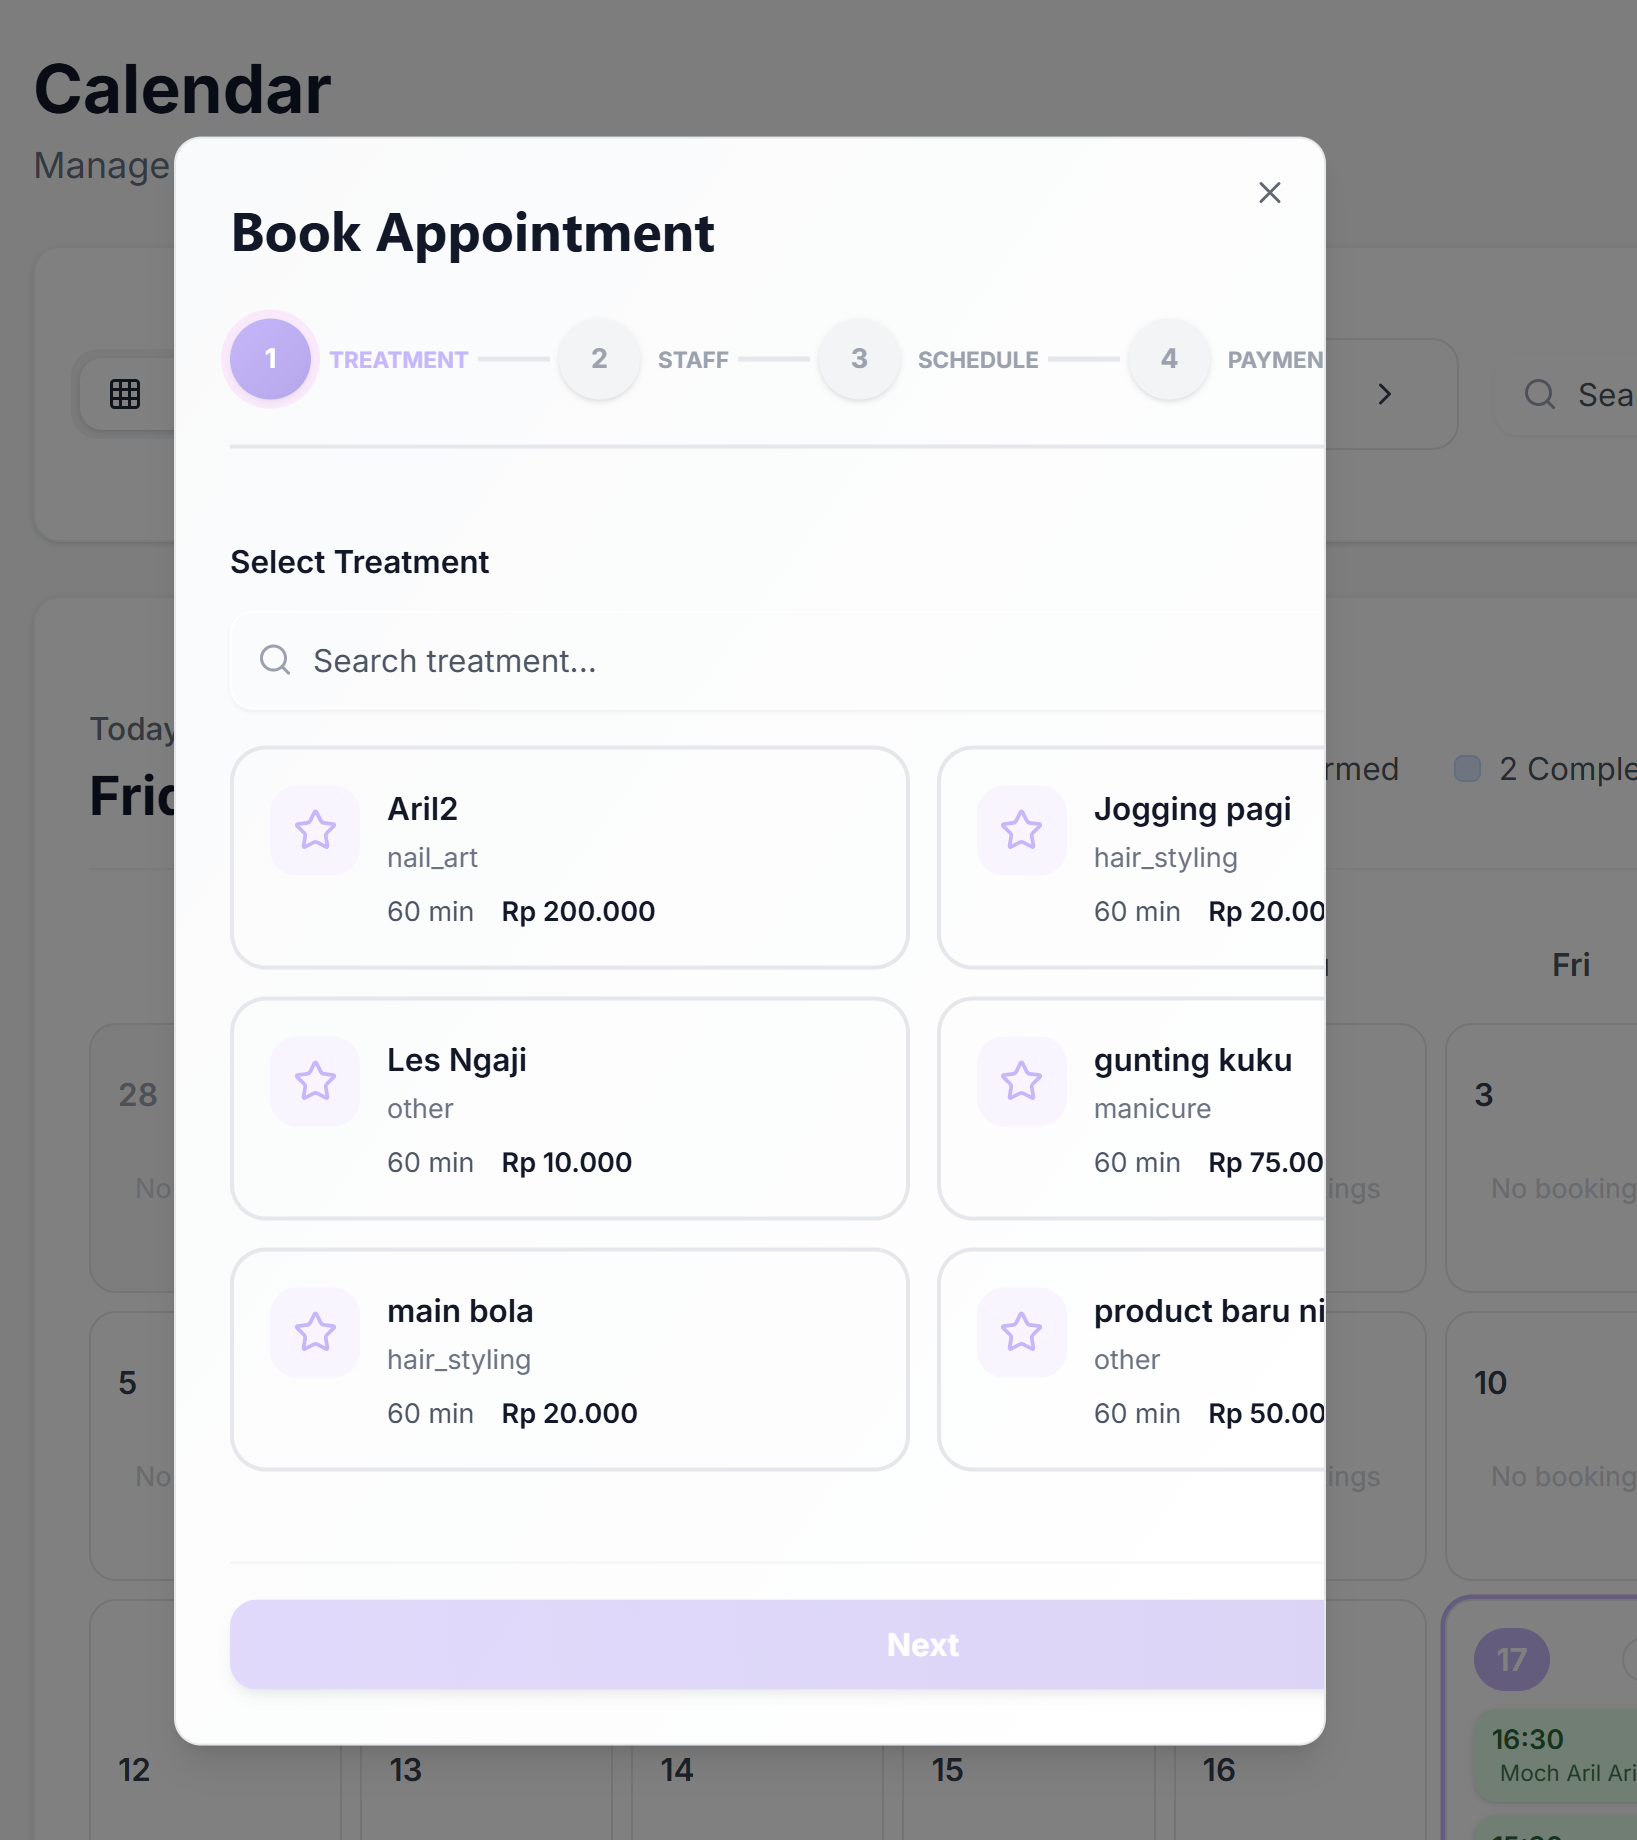 Calendar
Manage
Book Appointment
1 TREATMENT 2 STAFF 3 SCHEDULE 4 PAYMEN
Sea
Select Treatment
Search treatment...
Today
Fri
rmed 2 Comple
Aril2
nail_art
60 min Rp 200.000
Jogging pagi
hair_styling
60 min Rp 20.00
Fri
Les Ngaji
other
60 min Rp 10.000
gunting kuku
manicure
60 min Rp 75.00
28
No
3
ings
No booking
main bola
hair_styling
60 min Rp 20.000
product baru ni
other
60 min Rp 50.00
5
No
10
ings
No booking
Next
17
16:30
Moch Aril Ari
12 13 14 15 16